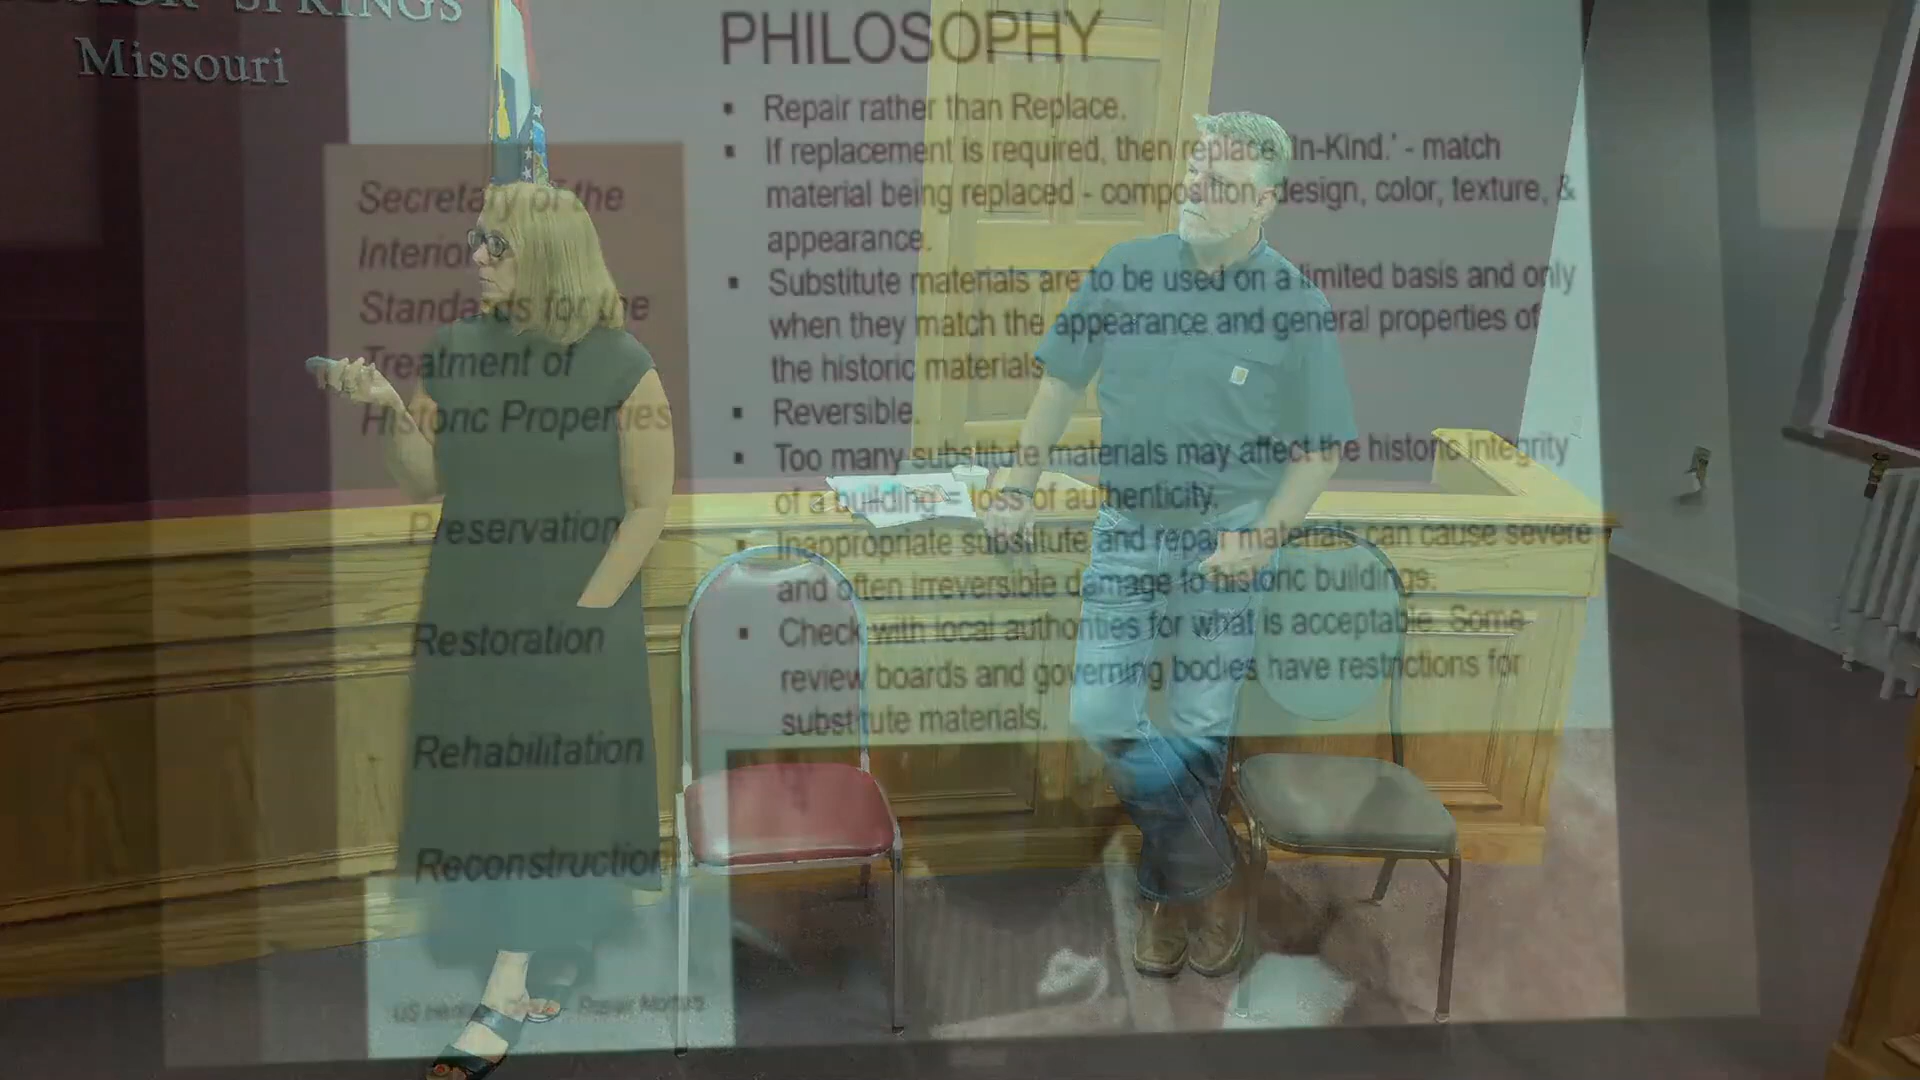 SPRINGS
Missouri
PHILOSOPHY
▪ Repair rather than Replace.
▪ If replacement is required, then replace 'In-Kind.' - match
material being replaced - composition, design, color, texture, &
appearance.
▪ Substitute materials are to be used on a limited basis and only
when they match the appearance and general properties of
the historic materials.
▪ Reversible.
▪ Too many substitute materials may affect the historic integrity
of a building = loss of authenticity.
▪ Inappropriate substitute and repair materials can cause severe
and often irreversible damage to historic buildings.
▪ Check with local authorities for what is acceptable. Some
review boards and governing bodies have restrictions for
substitute materials.
Secretary of the
Interior
Standards for the
Treatment of
Historic Properties
Preservation
Restoration
Rehabilitation
Reconstruction
US Repair Mortars